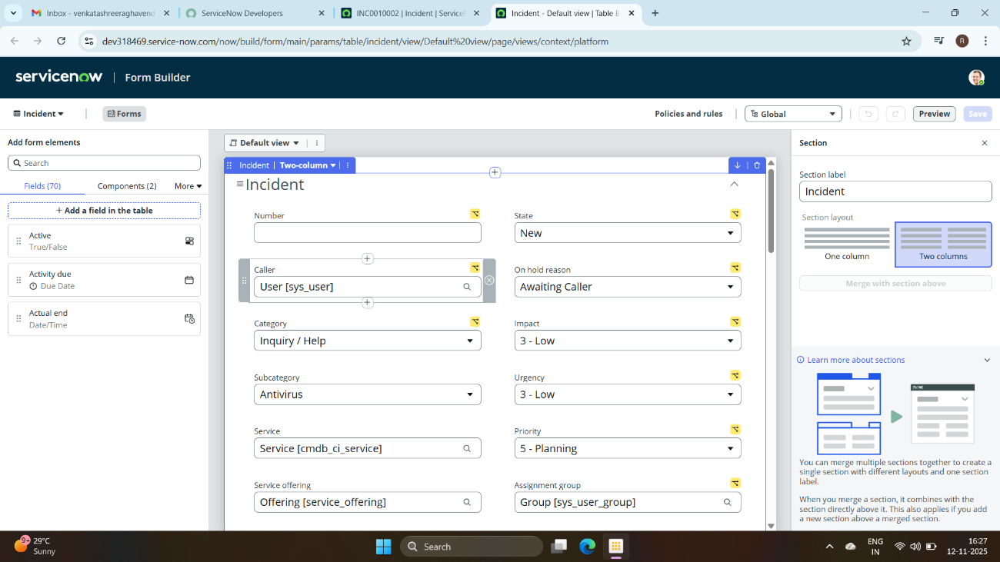 Inbox - venkatashreeraghavend
ServiceNow Developers
INC0010002 | Incident | Service
Incident - Default view | Table B
dev318469.service-now.com/now/build/form/main/params/table/incident/view/Default%20view/page/views/context/platform
R
servicenow
Form Builder
Incident
Forms
Policies and rules
Global
Preview
Save
Add form elements
Search
Fields (70)
Components (2)
More
+ Add a field in the table
Active
True/False
Activity due
Due Date
Actual end
Date/Time
Default view
Incident | Two-column
Incident
Number
State
New
Caller
User [sys_user]
On hold reason
Awaiting Caller
Category
Inquiry / Help
Impact
3 - Low
Subcategory
Antivirus
Urgency
3 - Low
Service
Service [cmdb_ci_service]
Priority
5 - Planning
Service offering
Offering [service_offering]
Assignment group
Group [sys_user_group]
Section
Section label
Incident
Section layout
One column
Two columns
Merge with section above
Learn more about sections
now
You can merge multiple sections together to create a
single section with different layouts and one section
label.
When you merge a section, it combines with the
section directly above it. This also applies if you add
a new section above a merged section.
9+
29°C
Sunny
Search
ENG
IN
16:27
12-11-2025